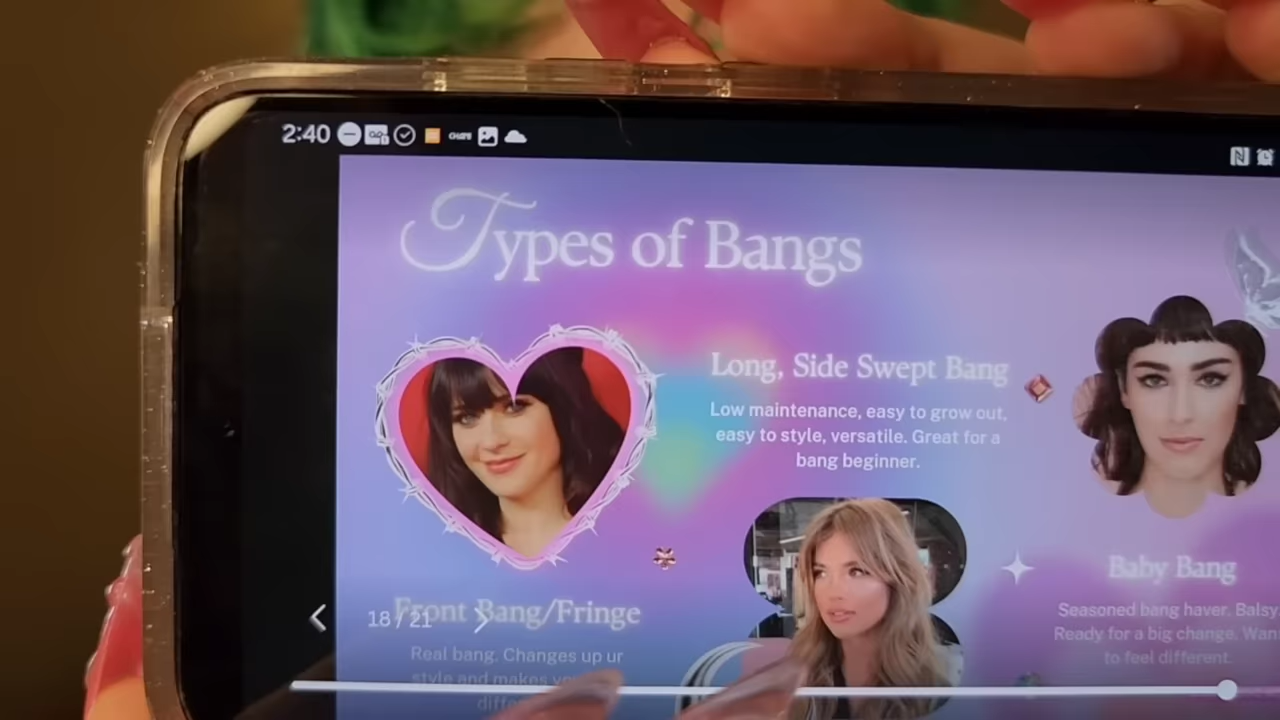 2:40
Types of Bangs
Long, Side Swept Bang
Low maintenance, easy to grow out,
easy to style, versatile. Great for a
bang beginner.
Front Bang/Fringe
18 / 21
Real bang. Changes up ur
style and makes
Baby Bang
Seasoned bang haver. Balsy.
Ready for a big change.
to feel different.